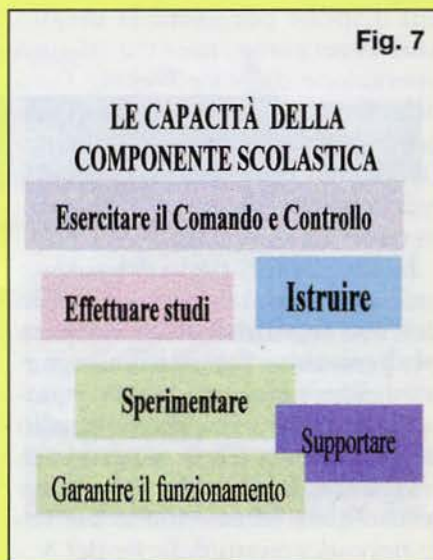 Fig. 7
LE CAPACITÀ DELLA
COMPONENTE SCOLASTICA
Esercitare il Comando e Controllo
Effettuare studi
Istruire
Sperimentare
Supportare
Garantire il funzionamento